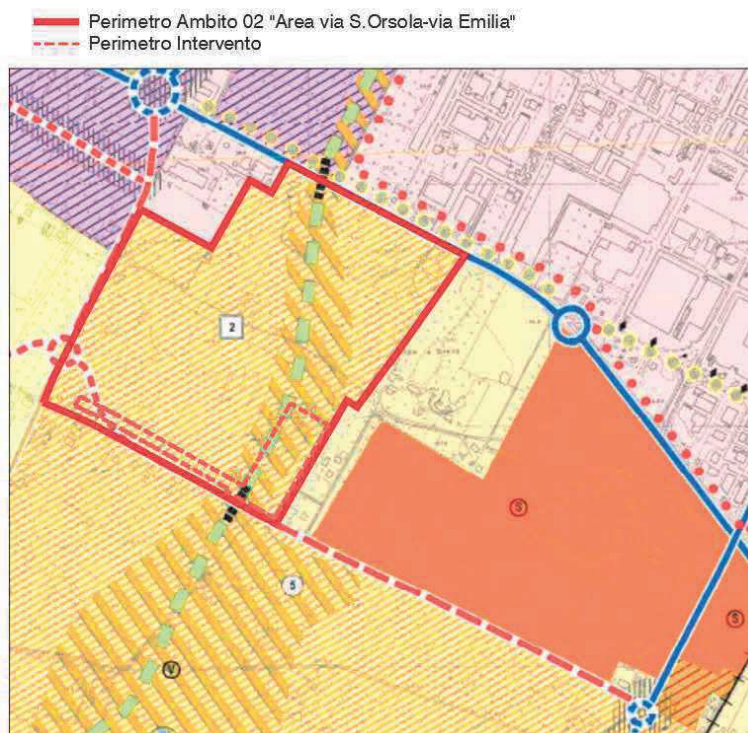 Perimetro Ambito 02 "Area via S.Orsola-via Emilia"
Perimetro Intervento
2
S
5
S
V